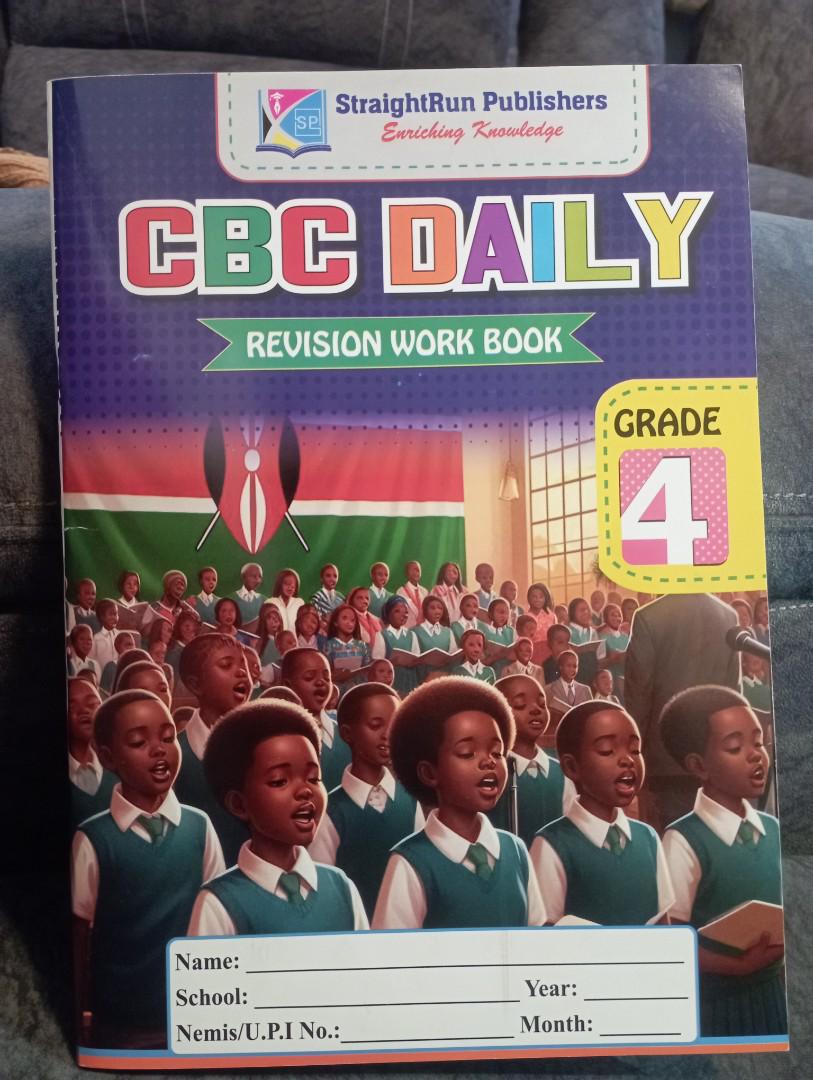 SP
StraightRun Publishers
Enriching Knowledge
CBC DAILY
REVISION WORK BOOK
GRADE
4
Name:
School: Year:
Nemis/U.P.I No.: Month: